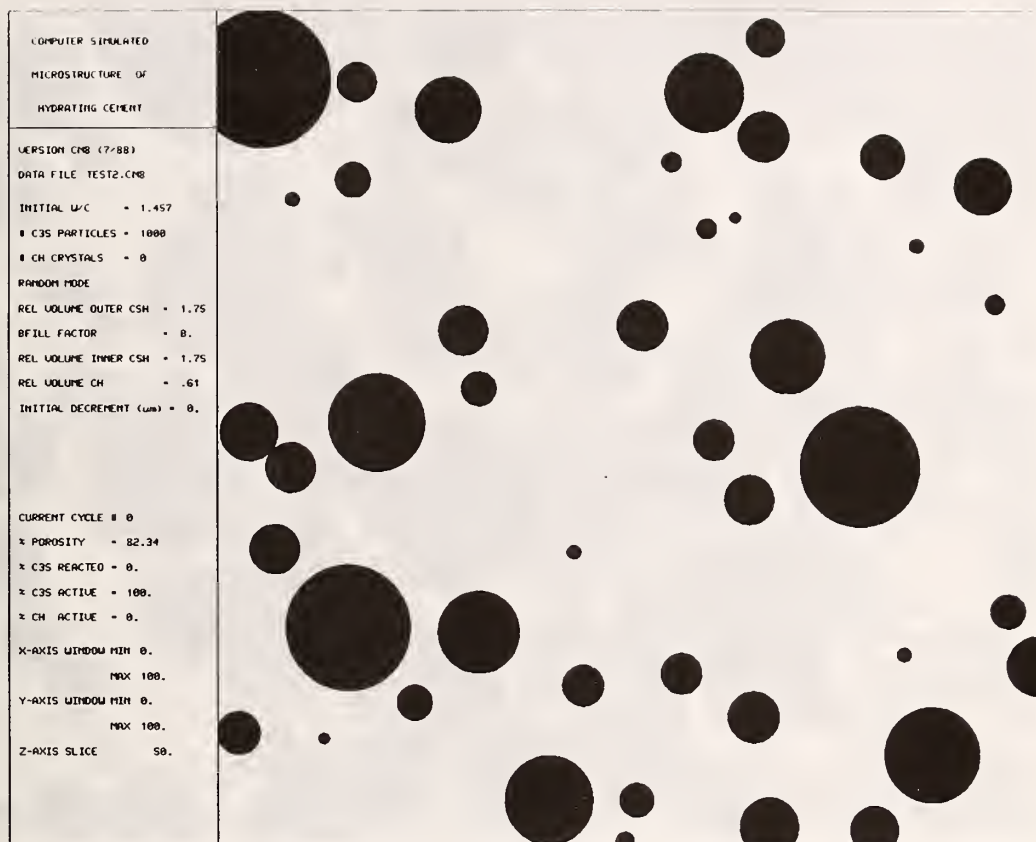 COMPUTER SIMULATED
MICROSTRUCTURE OF
HYDRATING CEMENT
VERSION CM8 (7/88)
DATA FILE TEST2.CM8
INITIAL W/C = 1.457
# C3S PARTICLES = 1000
# CH CRYSTALS = 0
RANDOM MODE
REL VOLUME OUTER CSH = 1.75
BFILL FACTOR = 0.
REL VOLUME INNER CSH = 1.75
REL VOLUME CH = .61
INITIAL DECREMENT (um) = 0.
CURRENT CYCLE # 0
% POROSITY = 82.34
% C3S REACTED = 0.
% C3S ACTIVE = 100.
% CH ACTIVE = 0.
X-AXIS WINDOW MIN 0.
MAX 100.
Y-AXIS WINDOW MIN 0.
MAX 100.
Z-AXIS SLICE 50.